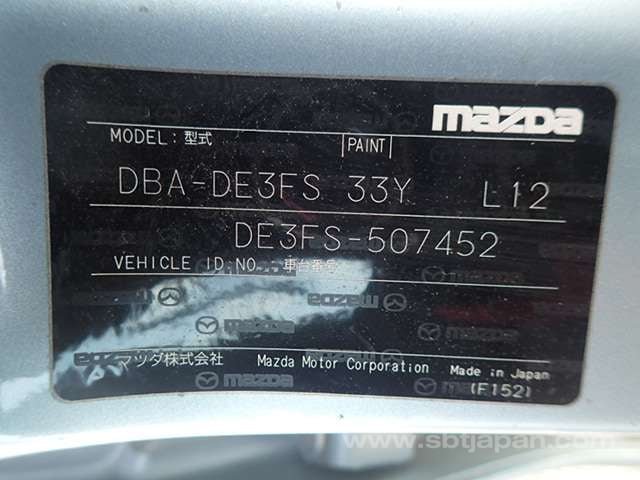 mazda
MODEL: 型式 PAINT
DBA-DE3FS 33Y L12
DE3FS-507452
VEHICLE ID.NO.: 車台番号
マツダ株式会社 Mazda Motor Corporation Made in Japan
(F152)
www.sbtjapan.com